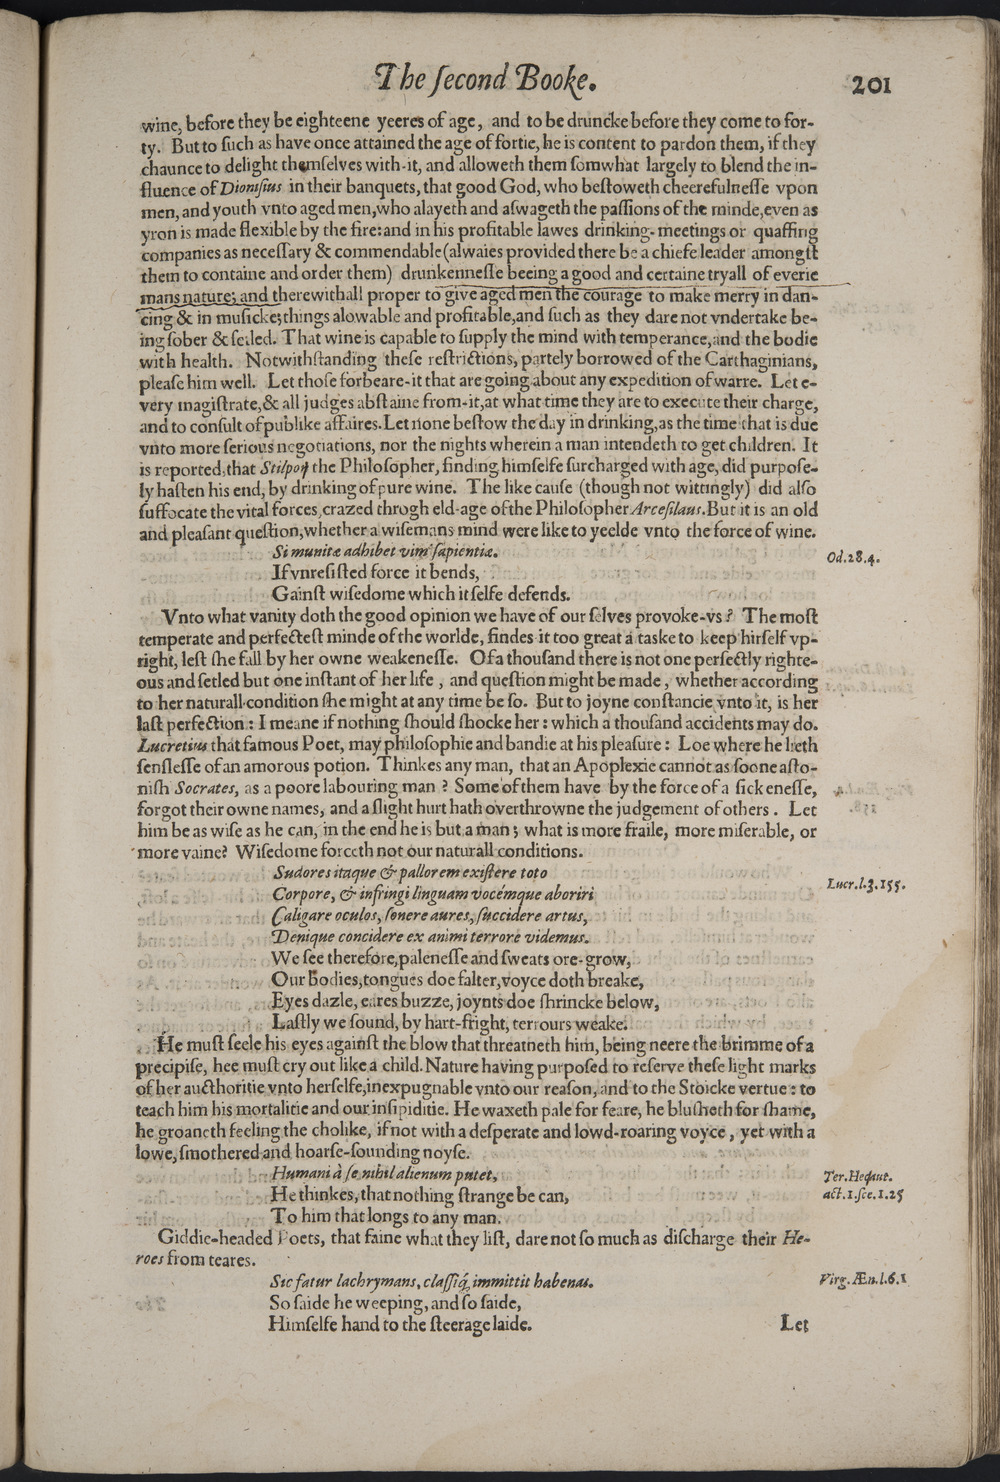 The ſecond Booke. 201
wine, before they be eighteene yeeres of age, and to be druncke before they come to for-
ty. But to ſuch as have once attained the age of fortie, he is content to pardon them, if they
chaunce to delight themſelves with-it, and alloweth them ſomwhat largely to blend the in-
fluence of Dioniſius in their banquets, that good God, who beſtoweth cheerefulneſſe vpon
men, and youth vnto aged men, who alayeth and aſwageth the paſſions of the minde, even as
yron is made flexible by the fire: and in his profitable lawes drinking-meetings or quaffing
companies as neceſſary & commendable (alwaies provided there be a chiefe leader amongſt
them to containe and order them) drunkenneſſe beeing a good and certaine tryall of everie
mans nature; and therewithall proper to give aged men the courage to make merry in dan-
cing & in muſicke; things alowable and profitable, and ſuch as they dare not vndertake be-
ing ſober & ſetled. That wine is capable to ſupply the mind with temperance, and the bodie
with health. Notwithſtanding theſe reſtrictions, partely borrowed of the Carthaginians,
pleaſe him well. Let thoſe forbeare-it that are going about any expedition of warre. Let e-
very magiſtrate, & all judges abſtaine from-it, at what time they are to execute their charge,
and to conſult of publike affaires. Let none beſtow the day in drinking, as the time that is due
vnto more ſerious negotiations, nor the nights wherein a man intendeth to get children. It
is reported, that Stilpon the Philoſopher, finding himſelfe ſurcharged with age, did purpoſe-
ly haſten his end, by drinking of pure wine. The like cauſe (though not wittingly) did alſo
ſuffocate the vital forces, crazed throgh eld-age of the Philoſopher Arceſilaus. But it is an old
and pleaſant queſtion, whether a wiſemans mind were like to yeelde vnto the force of wine.
Si munitæ adhibet vim ſapientiæ. Od. 28. 4.
If vnreſiſted force it bends,
Gainſt wiſedome which it ſelfe defends.
Vnto what vanity doth the good opinion we have of our ſelves provoke-vs? The moſt
temperate and perfecteſt minde of the worlde, findes it too great a taske to keep hirſelf vp-
right, leſt ſhe fall by her owne weakeneſſe. Of a thouſand there is not one perfectly righte-
ous and ſetled but one inſtant of her life, and queſtion might be made, whether according
to her naturall condition ſhe might at any time be ſo. But to joyne conſtancie vnto it, is her
laſt perfection: I meane if nothing ſhould ſhocke her: which a thouſand accidents may do.
Lucretius that famous Poet, may philoſophie and bandie at his pleaſure: Loe where he lieth
ſenſleſſe of an amorous potion. Thinkes any man, that an Apoplexie cannot as ſoone aſto-
niſh Socrates, as a poore labouring man? Some of them have by the force of a ſickeneſſe,
forgot their owne names, and a ſlight hurt hath overthrowne the judgement of others. Let
him be as wiſe as he can, in the end he is but a man; what is more fraile, more miſerable, or
more vaine? Wiſedome forceth not our naturall conditions.
Sudores itaque & pallorem exiſtere toto Lucr. l. 3. 155.
Corpore, & infringi linguam vocémque aboriri
Caligare oculos, ſonere aures, ſuccidere artus,
Denique concidere ex animi terrore videmus.
We ſee therefore, paleneſſe and ſweats ore-grow,
Our bodies, tongues doe falter, voyce doth breake,
Eyes dazle, eares buzze, joynts doe ſhrincke below,
Laſtly we ſound, by hart-fright, terrours weake.
He muſt ſeele his eyes againſt the blow that threatneth him, being neere the brimme of a
precipiſe, hee muſt cry out like a child. Nature having purpoſed to reſerve theſe light marks
of her aucthoritie vnto herſelfe, inexpugnable vnto our reaſon, and to the Stoicke vertue: to
teach him his mortalitie and our inſipiditie. He waxeth pale for feare, he bluſheth for ſhame,
he groaneth feeling the cholike, if not with a deſperate and lowd-roaring voyce, yet with a
lowe, ſmothered and hoarſe-ſounding noyſe.
Humani à ſe nihil alienum putet, Ter. Heaut.
He thinkes, that nothing ſtrange be can, act. 1. ſce. 1. 25
To him that longs to any man.
Giddie-headed Poets, that faine what they liſt, dare not ſo much as diſcharge their He-
roes from teares.
Sic fatur lachrymans, claſſiq́, immittit habenas. Virg. Æn. l. 6. 1
So ſaide he weeping, and ſo ſaide,
Himſelfe hand to the ſteerage laide.
Let